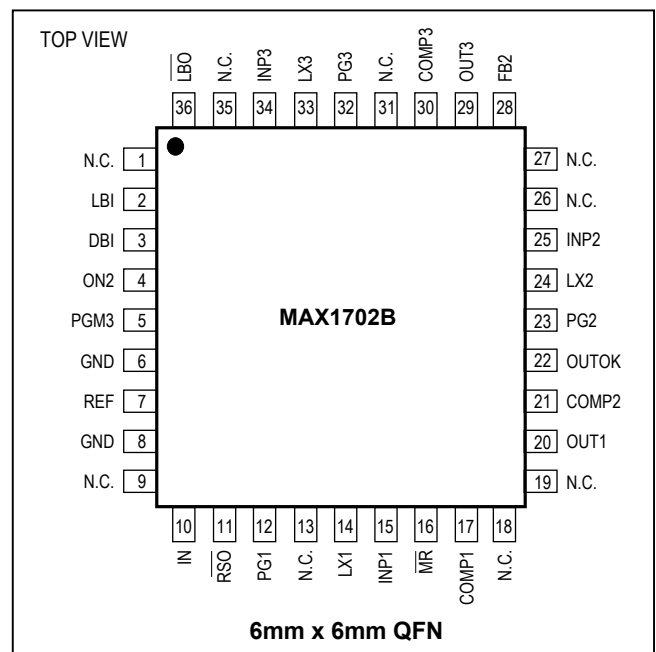 TOP VIEW
L̅B̅O̅
N.C.
INP3
LX3
PG3
N.C.
COMP3
OUT3
FB2
36 35 34 33 32 31 30 29 28
N.C. 1
LBI 2
DBI 3
ON2 4
PGM3 5
GND 6
REF 7
GND 8
N.C. 9
MAX1702B
27 N.C.
26 N.C.
25 INP2
24 LX2
23 PG2
22 OUTOK
21 COMP2
20 OUT1
19 N.C.
10 11 12 13 14 15 16 17 18
IN
R̅S̅O̅
PG1
N.C.
LX1
INP1
M̅R̅
COMP1
N.C.
6mm x 6mm QFN